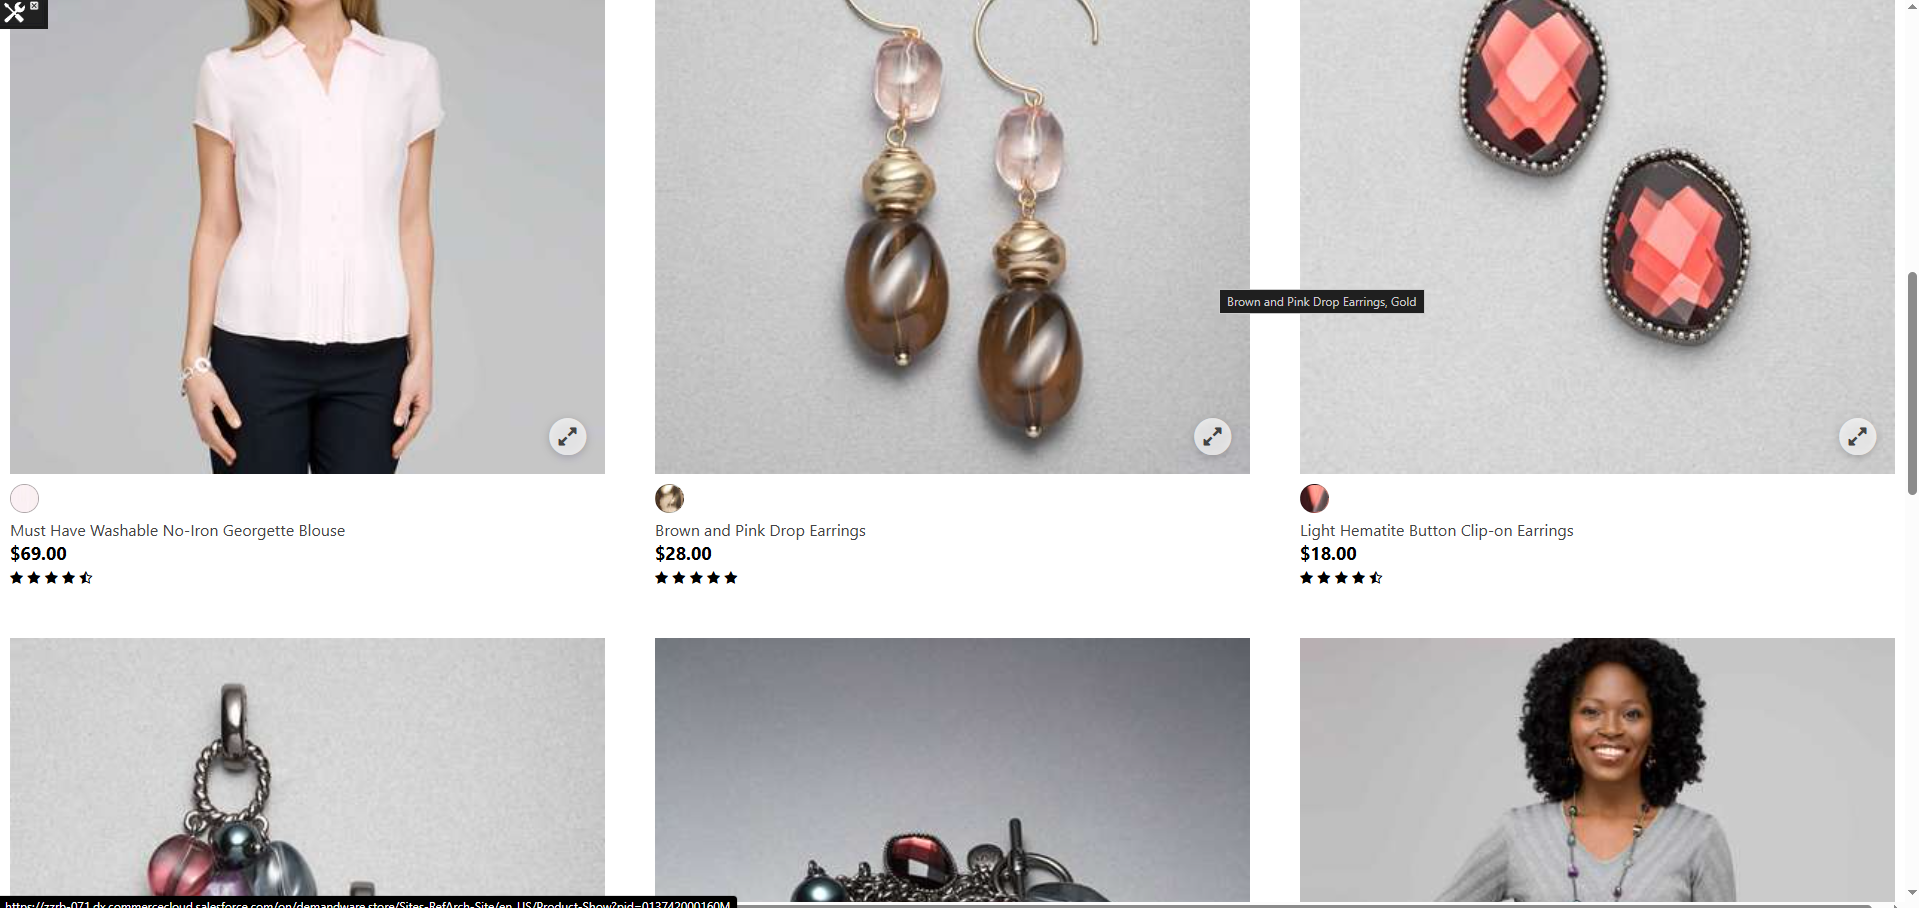 Brown and Pink Drop Earrings, Gold
Must Have Washable No-Iron Georgette Blouse
$69.00
Brown and Pink Drop Earrings
$28.00
Light Hematite Button Clip-on Earrings
$18.00
https://zzrb-071.dx.commercecloud.salesforce.com/on/demandware.store/Sites-RefArch-Site/en_US/Product-Show?pid=013742000160M